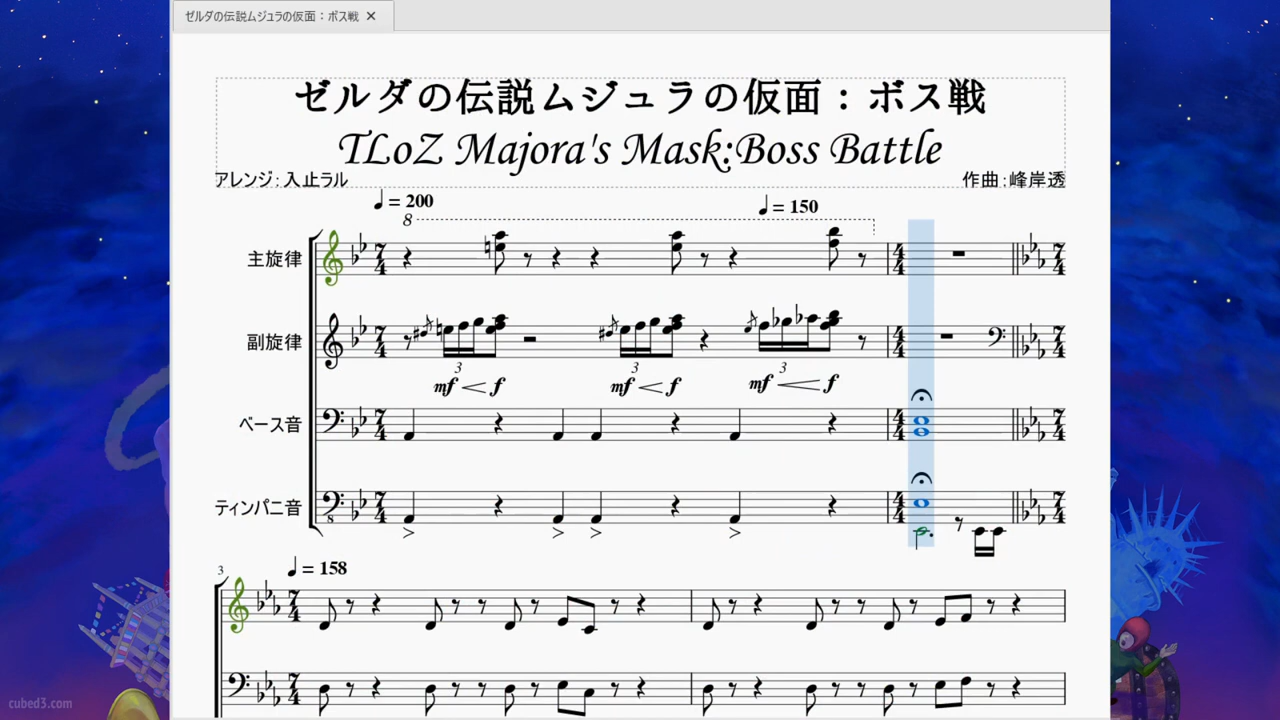 ゼルダの伝説ムジュラの仮面：ボス戦 ✕
ゼルダの伝説ムジュラの仮面：ボス戦
TLoZ Majora's Mask:Boss Battle
アレンジ：入止ラル
作曲：峰岸透
♩ = 200
♩ = 150
8
主旋律
副旋律
3 3 3
mf f mf f mf f
ベース音
ティンパニ音
8
3
♩ = 158
cubed3.com